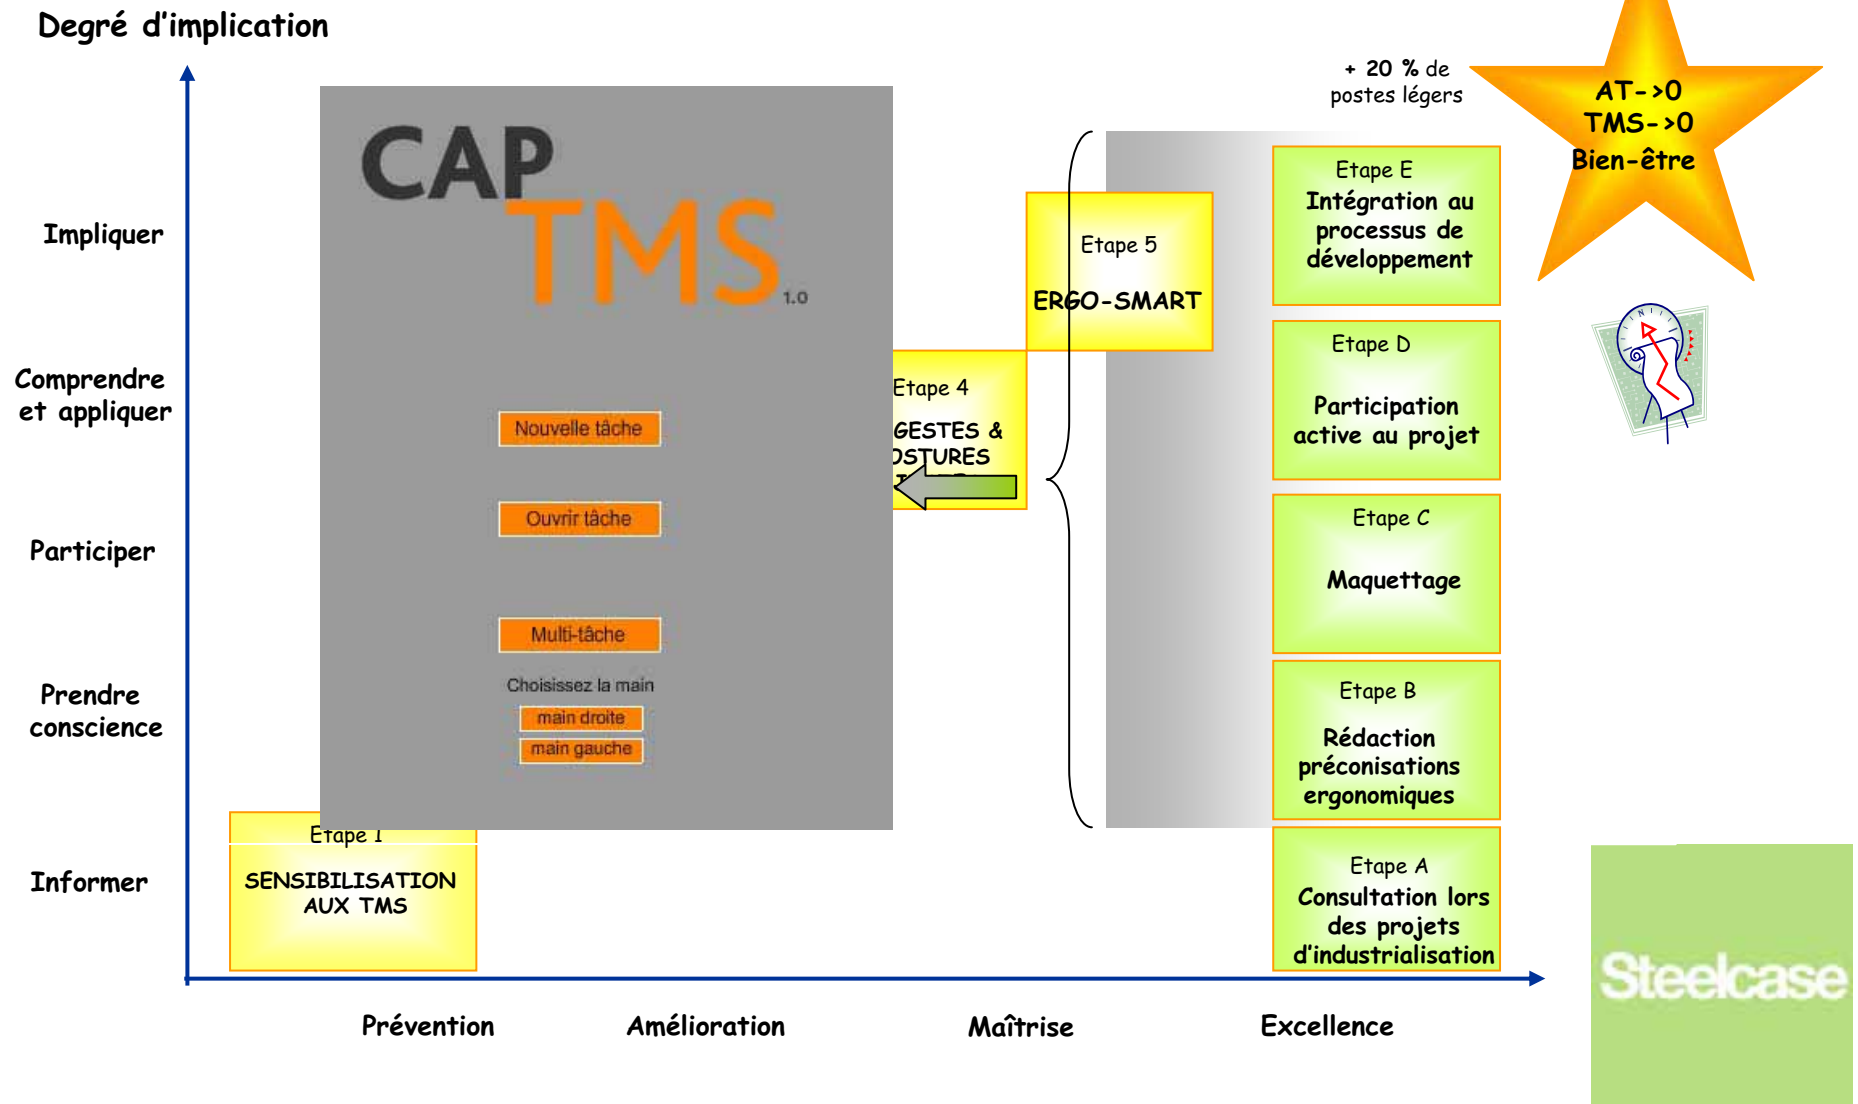 Degré d'implication
+ 20 % de
postes légers
AT->0
TMS->0
Bien-être
CAP
TMS
1.0
Nouvelle tâche
Ouvrir tâche
Multi-tâche
Choisissez la main
main droite
main gauche
Impliquer
Comprendre
et appliquer
Participer
Prendre
conscience
Informer
Etape 1
SENSIBILISATION
AUX TMS
Etape 4
GESTES &
OSTURES
Etape 5
ERGO-SMART
Etape E
Intégration au
processus de
développement
Etape D
Participation
active au projet
Etape C
Maquettage
Etape B
Rédaction
préconisations
ergonomiques
Etape A
Consultation lors
des projets
d'industrialisation
N
Steelcase
Prévention
Amélioration
Maîtrise
Excellence